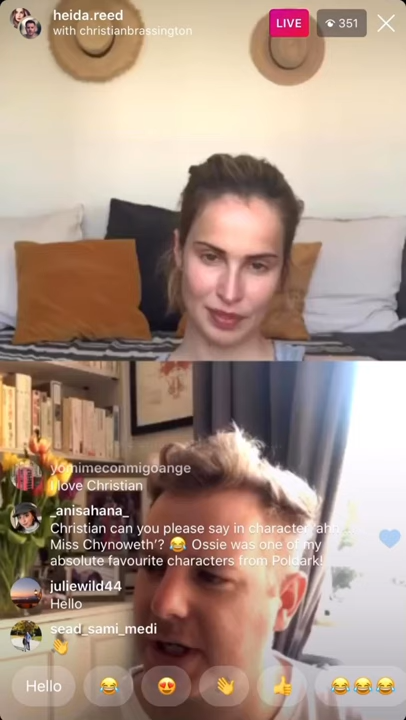 heida.reed
with christianbrassington
LIVE
351
yomimeconmigoange
I love Christian
_anisahana_
Christian can you please say in character 'ah
Miss Chynoweth'? 😂 Ossie was one of my
absolute favourite characters from Poldark!
juliewild44
Hello
sead_sami_medi
👋
Hello 😂 😍 👋 👍 😂😂😂